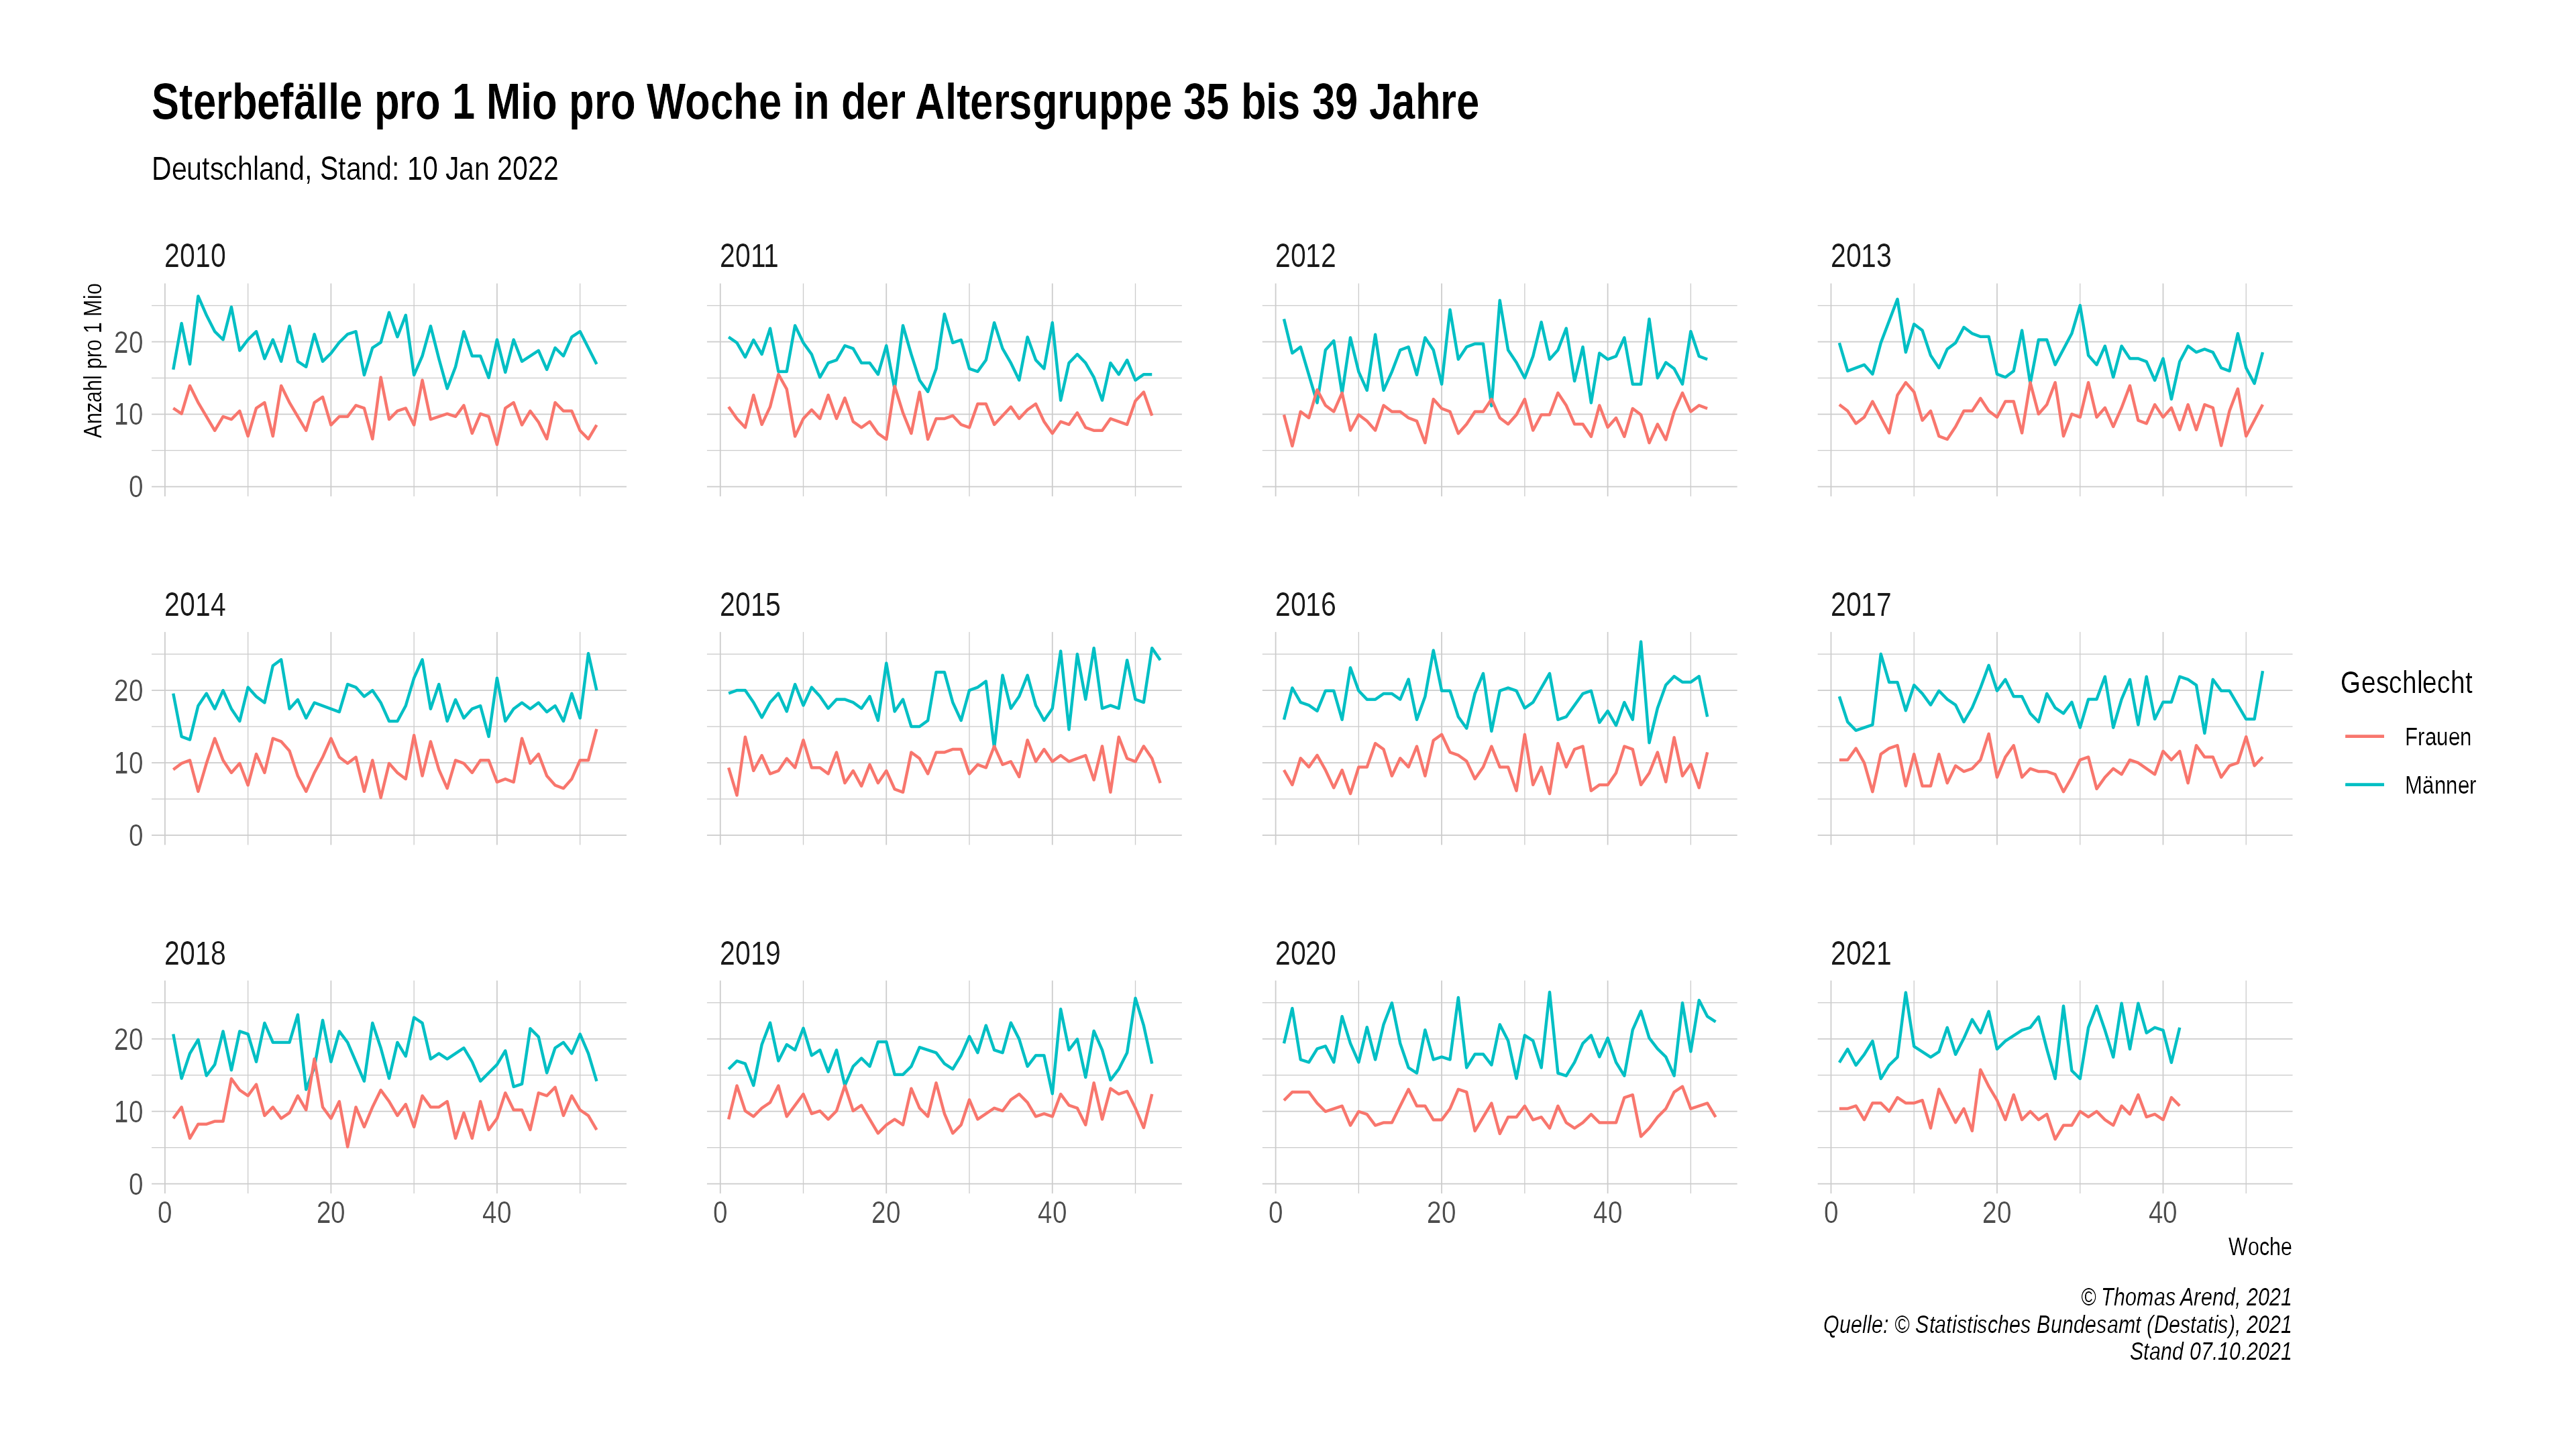 Sterbefälle pro 1 Mio pro Woche in der Altersgruppe 35 bis 39 Jahre
Deutschland, Stand: 10 Jan 2022
2010
2011
2012
2013
Anzahl pro 1 Mio
20
10
0
2014
2015
2016
2017
20
10
0
Geschlecht
Frauen
Männer
2018
2019
2020
2021
20
10
0
0 20 40
0 20 40
0 20 40
0 20 40
Woche
© Thomas Arend, 2021
Quelle: © Statistisches Bundesamt (Destatis), 2021
Stand 07.10.2021